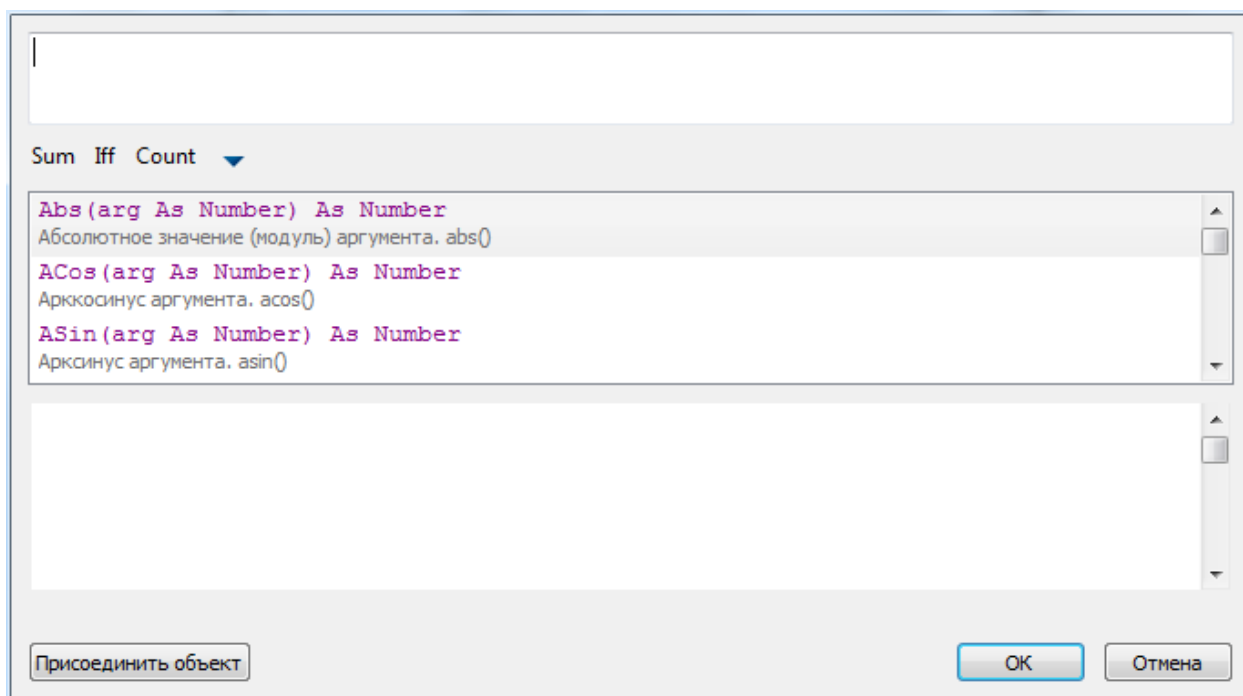 Sum Iff Count
Abs(arg As Number) As Number
Абсолютное значение (модуль) аргумента. abs()
ACos(arg As Number) As Number
Арккосинус аргумента. acos()
ASin(arg As Number) As Number
Арксинус аргумента. asin()
Присоединить объект OK Отмена